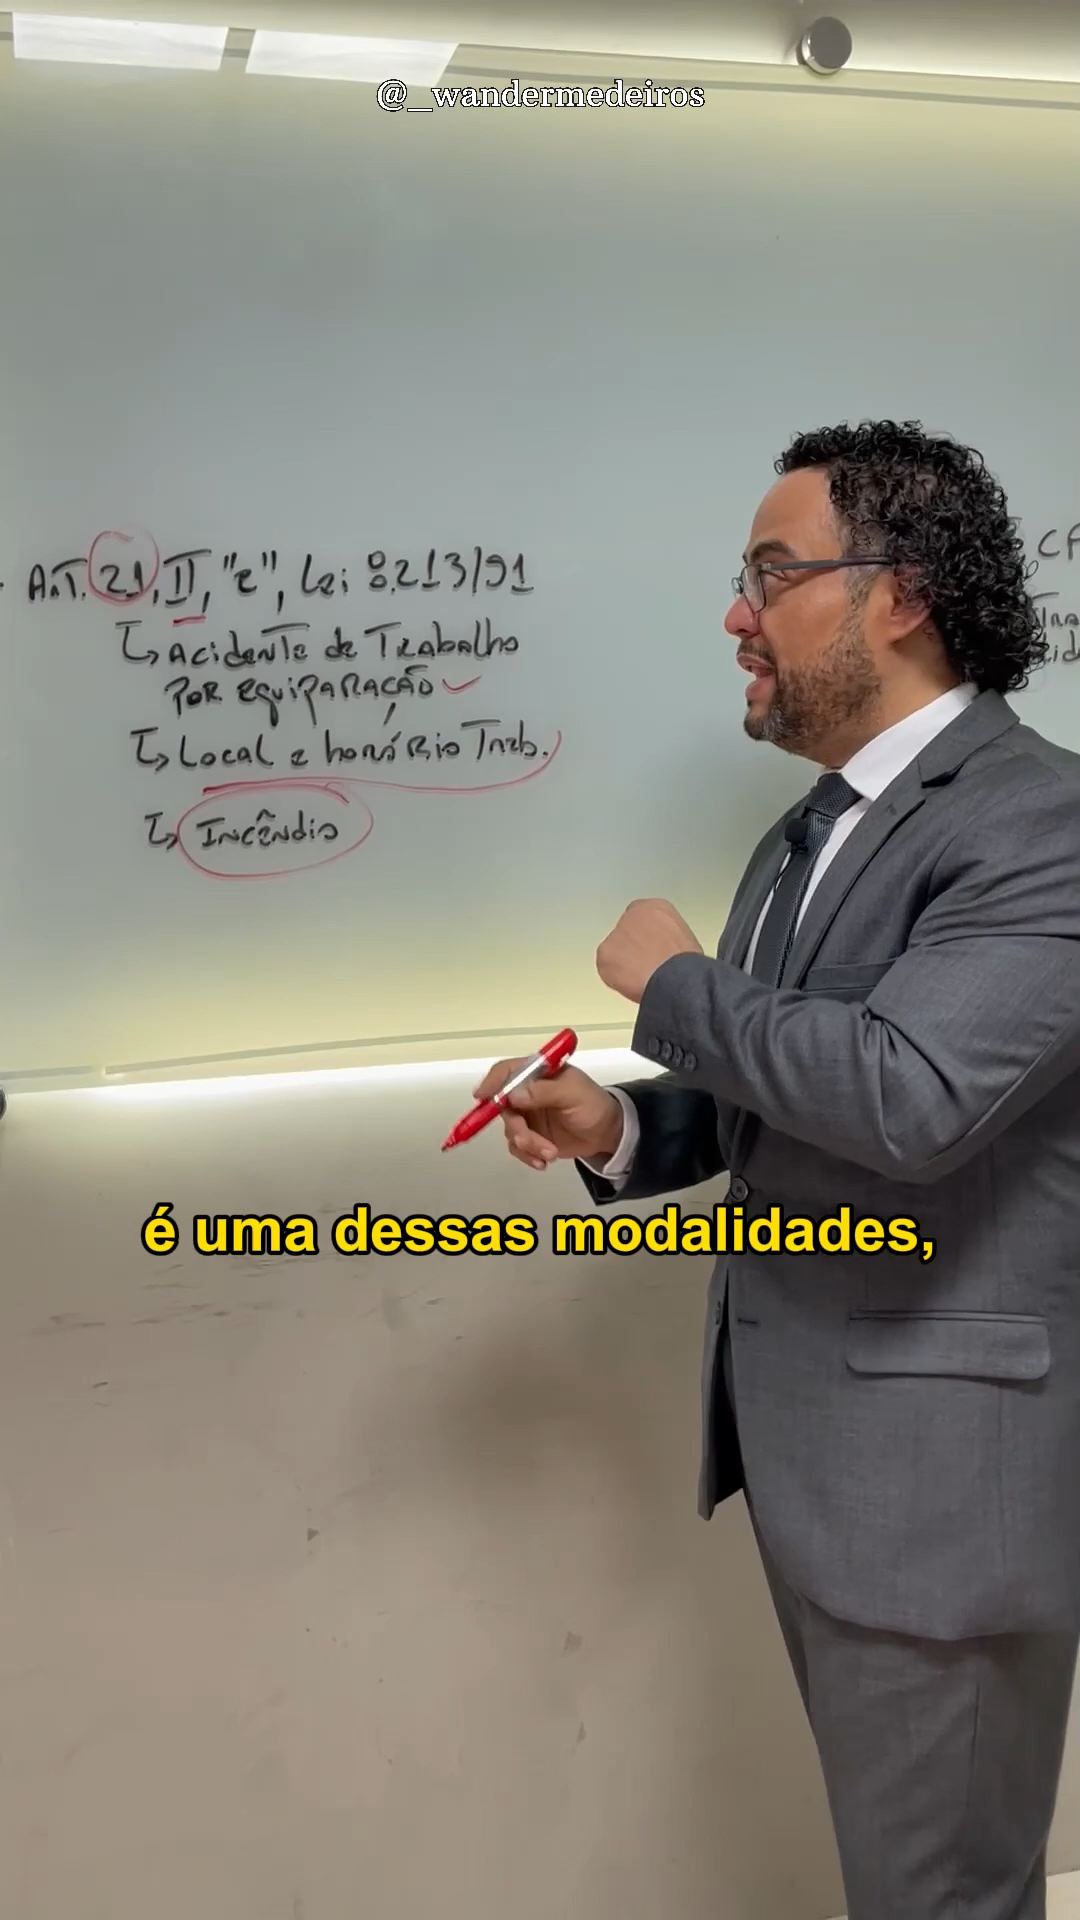 @_wandermedeiros
Art. 21, II, "e", Lei 8.213/91
↳ Acidente de Trabalho
por equiparação ✓
↳ Local e horário Trab.
↳ Incêndio
é uma dessas modalidades,